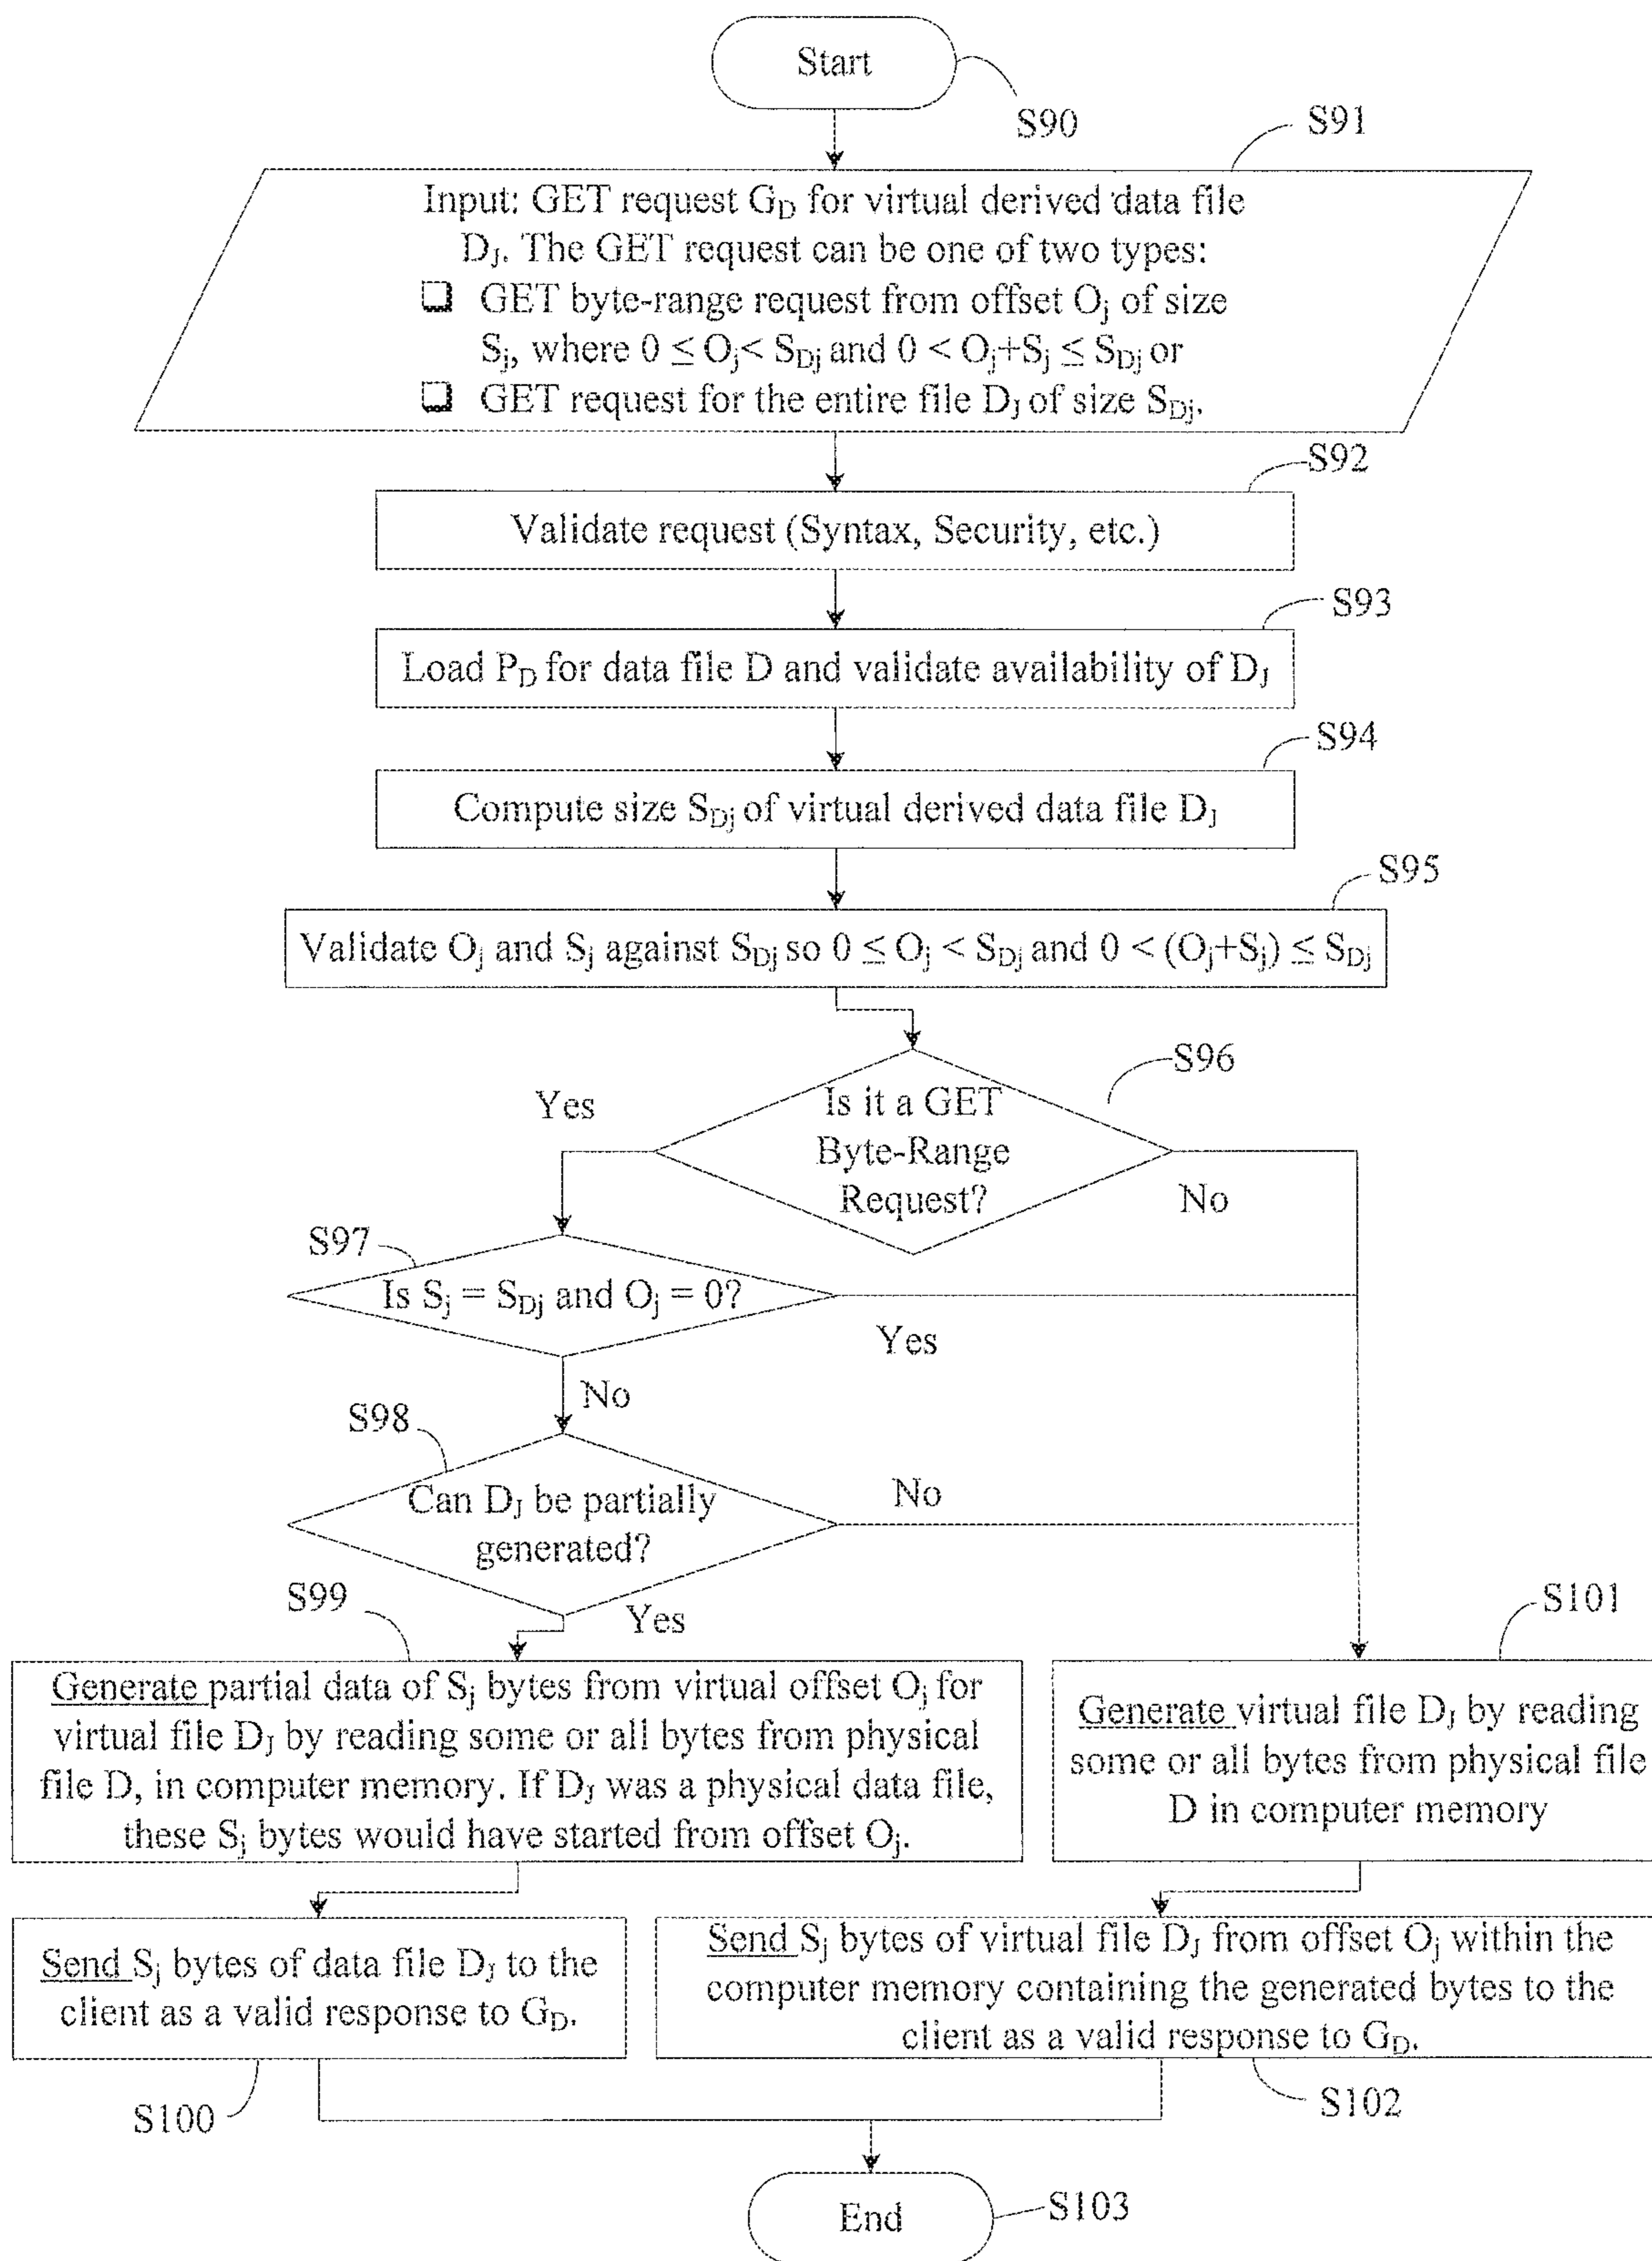 Start
S90
S91
Input: GET request G_D for virtual derived data file
D_J. The GET request can be one of two types:
❑ GET byte-range request from offset O_j of size
S_j, where 0 ≤ O_j < S_Dj and 0 < O_j+S_j ≤ S_Dj or
❑ GET request for the entire file D_J of size S_Dj.
S92
Validate request (Syntax, Security, etc.)
S93
Load P_D for data file D and validate availability of D_J
S94
Compute size S_Dj of virtual derived data file D_J
S95
Validate O_j and S_j against S_Dj so 0 ≤ O_j < S_Dj and 0 < (O_j+S_j) ≤ S_Dj
S96
Yes
Is it a GET
Byte-Range
Request?
No
S97
Is S_j = S_Dj and O_j = 0?
Yes
No
S98
Can D_J be partially
generated?
No
S99
Yes
S101
Generate partial data of S_j bytes from virtual offset O_j for
virtual file D_J by reading some or all bytes from physical
file D, in computer memory. If D_J was a physical data file,
these S_j bytes would have started from offset O_j.
Generate virtual file D_J by reading
some or all bytes from physical file
D in computer memory
Send S_j bytes of data file D_J to the
client as a valid response to G_D.
Send S_j bytes of virtual file D_J from offset O_j within the
computer memory containing the generated bytes to the
client as a valid response to G_D.
S100
S102
End
S103